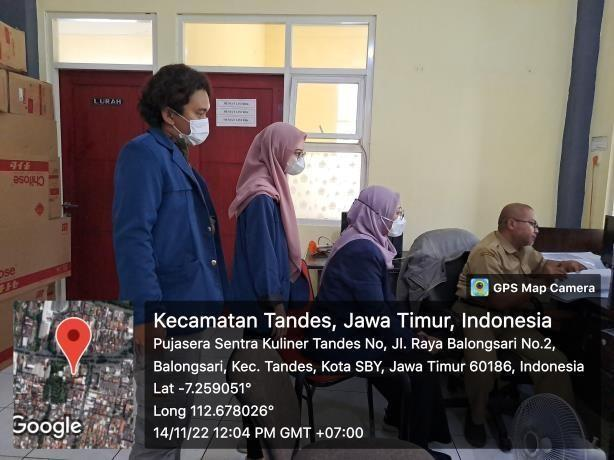 LURAH
Chitose
Chitose
GPS Map Camera
Kecamatan Tandes, Jawa Timur, Indonesia
Pujasera Sentra Kuliner Tandes No, Jl. Raya Balongsari No.2,
Balongsari, Kec. Tandes, Kota SBY, Jawa Timur 60186, Indonesia
Lat -7.259051°
Long 112.678026°
14/11/22 12:04 PM GMT +07:00
Google